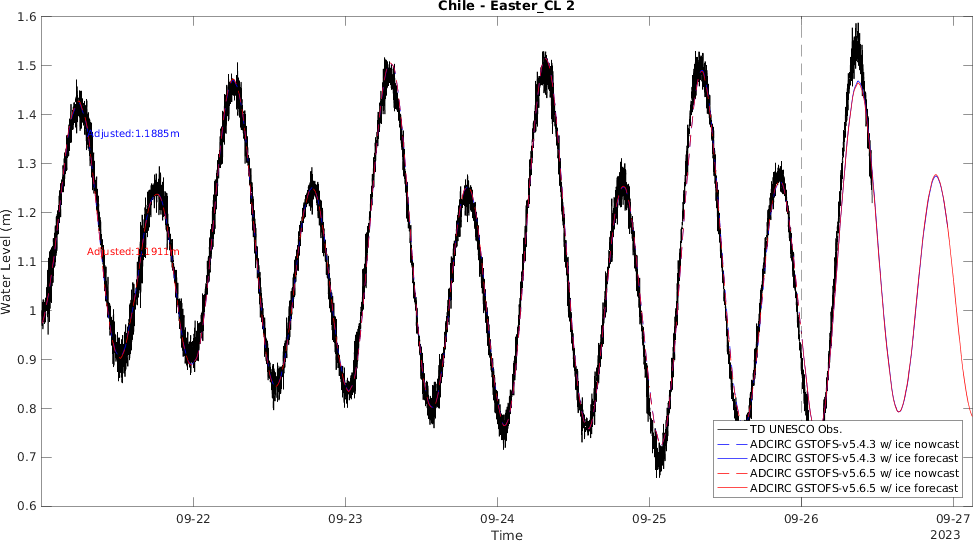 Chile - Easter_CL 2
1.6
1.5
1.4
1.3
1.2
1.1
1
0.9
0.8
0.7
0.6
Water Level (m)
Adjusted:1.1885m
Adjusted:1.1911m
TD UNESCO Obs.
ADCIRC GSTOFS-v5.4.3 w/ ice nowcast
ADCIRC GSTOFS-v5.4.3 w/ ice forecast
ADCIRC GSTOFS-v5.6.5 w/ ice nowcast
ADCIRC GSTOFS-v5.6.5 w/ ice forecast
09-22 09-23 09-24 09-25 09-26 09-27
Time
2023